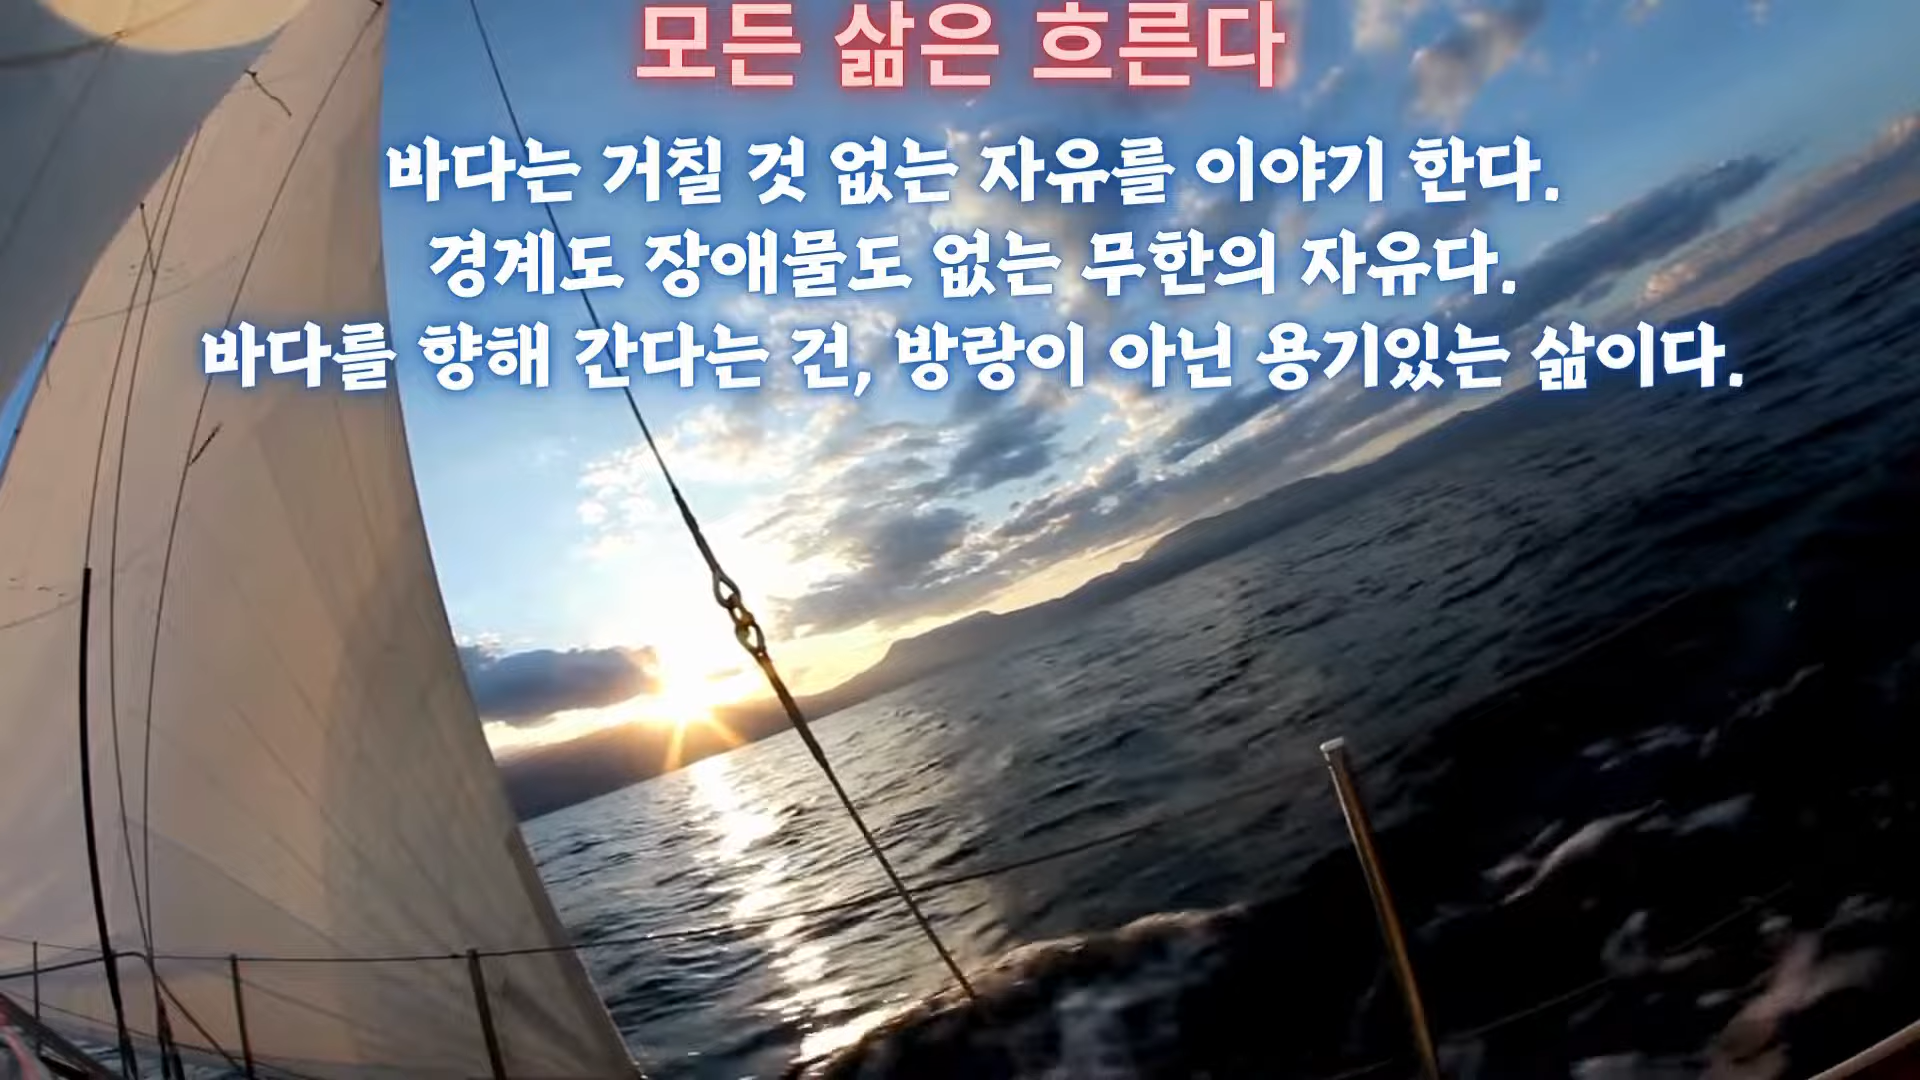 모든 삶은 흐른다
바다는 거칠 것 없는 자유를 이야기 한다.
경계도 장애물도 없는 무한의 자유다.
바다를 향해 간다는 건, 방랑이 아닌 용기있는 삶이다.